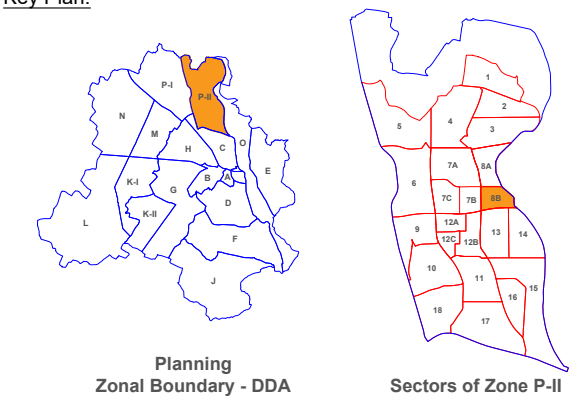 Key Plan:
P-I
P-II
N
M
H
C
O
E
B
A
K-I
G
D
K-II
L
F
J
Planning
Zonal Boundary - DDA
1
2
3
4
5
7A
8A
6
7C
7B
8B
9
12A
12C
12B
13
14
10
11
15
16
18
17
Sectors of Zone P-II